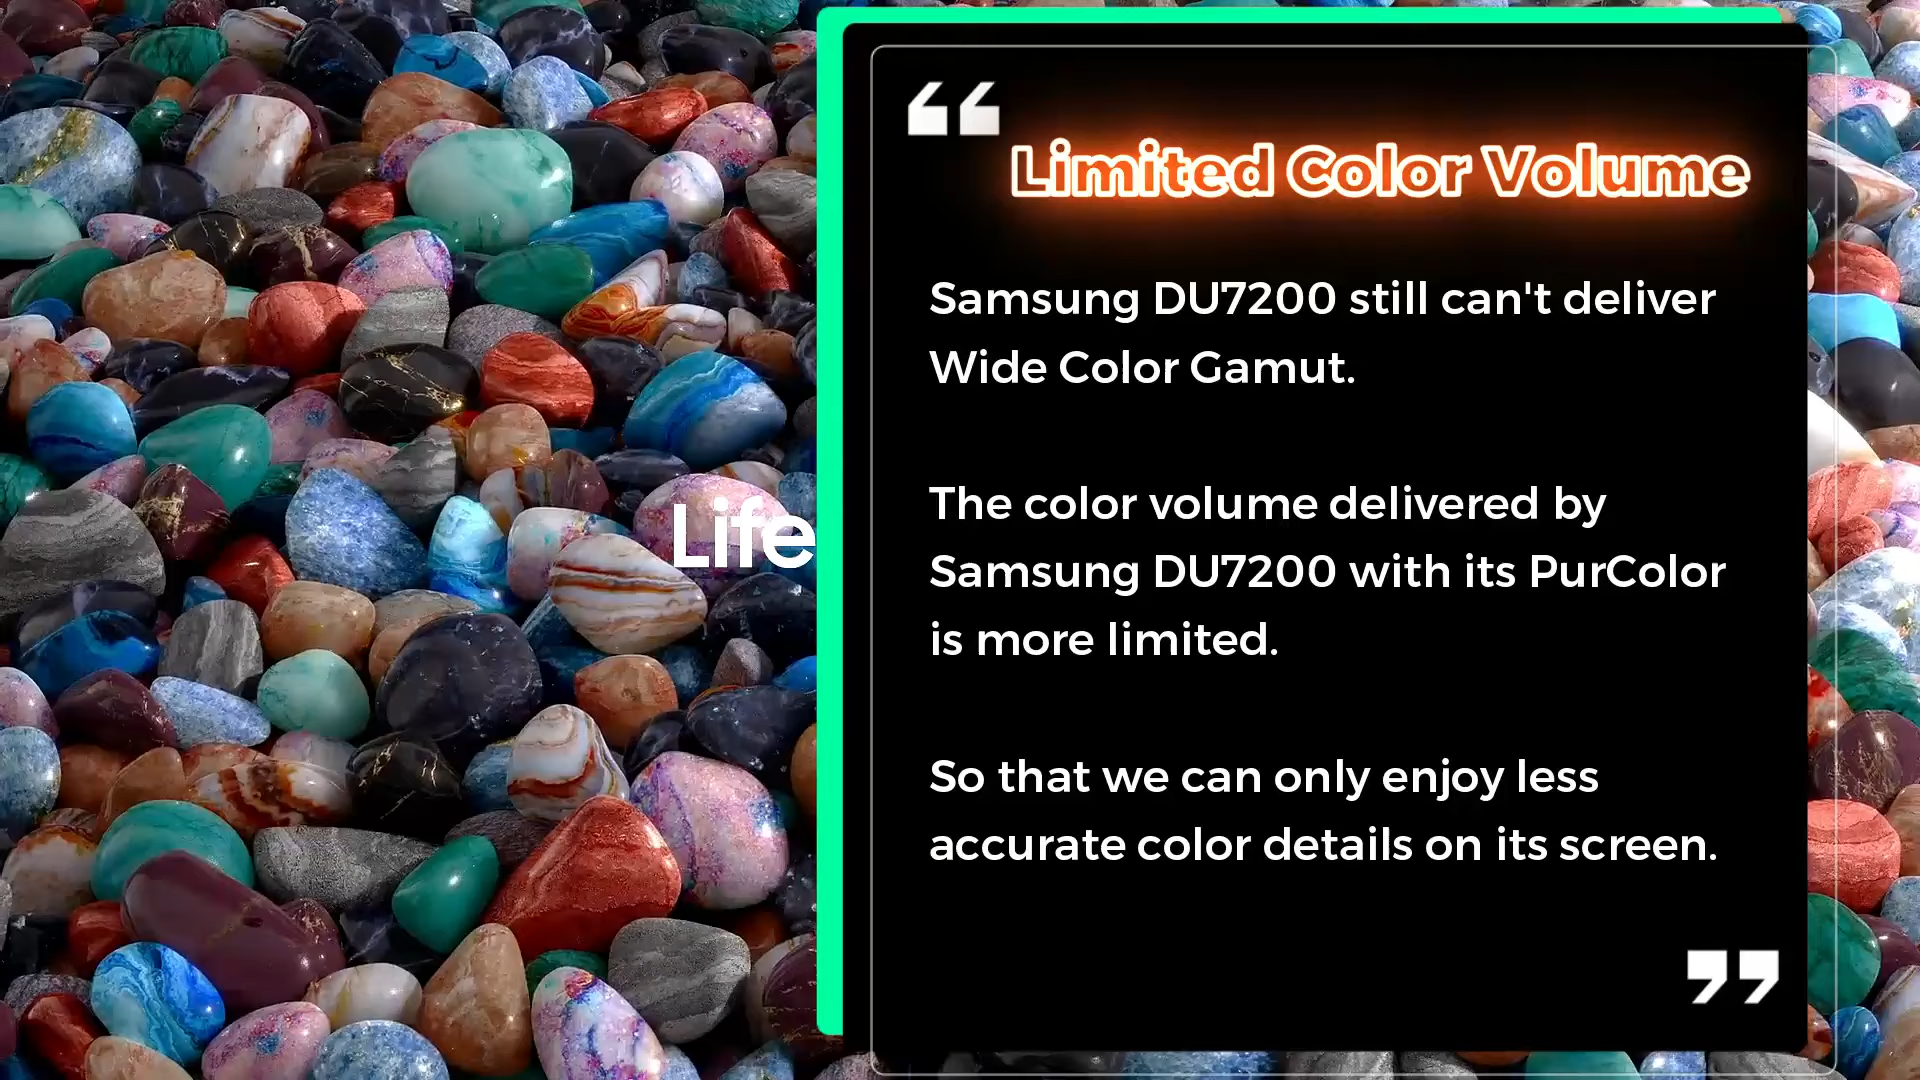 Limited Color Volume
Samsung DU7200 still can't deliver
Wide Color Gamut.
The color volume delivered by
Samsung DU7200 with its PurColor
is more limited.
So that we can only enjoy less
accurate color details on its screen.
Life